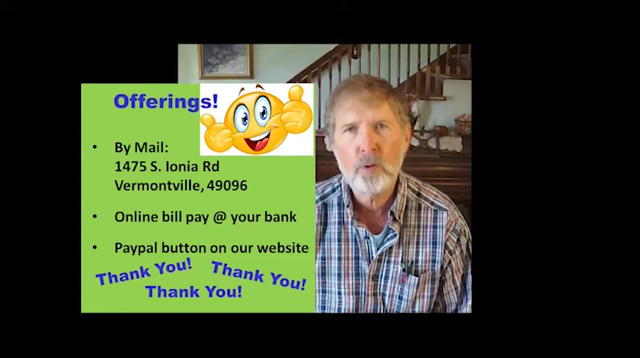 Offerings!
• By Mail:
1475 S. Ionia Rd
Vermontville, 49096
• Online bill pay @ your bank
• Paypal button on our website
Thank You! Thank You!
Thank You!